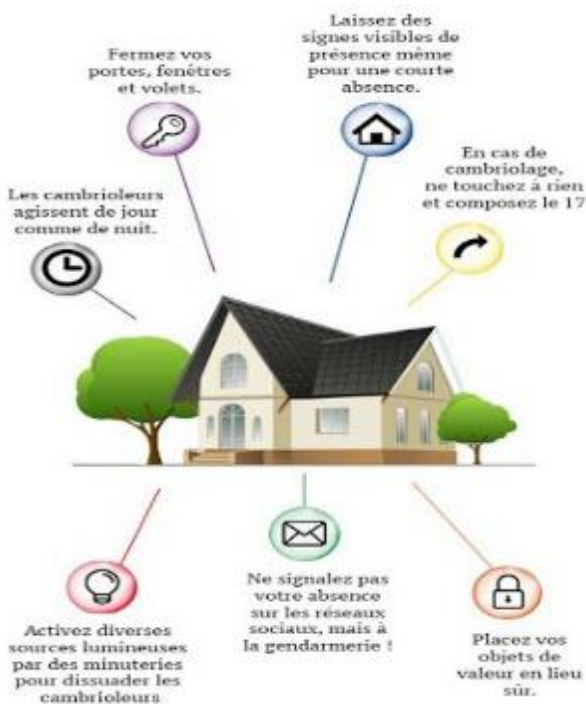 Fermez vos
portes, fenêtres
et volets.
Laissez des
signes visibles de
présence même
pour une courte
absence.
En cas de
cambriolage,
ne touchez à rien
et composez le 17
Les cambrioleurs
agissent de jour
comme de nuit.
Activez diverses
sources lumineuses
par des minuteries
pour dissuader les
cambrioleurs
Ne signalez pas
votre absence
sur les réseaux
sociaux, mais à
la gendarmerie !
Placez vos
objets de
valeur en lieu
sûr.